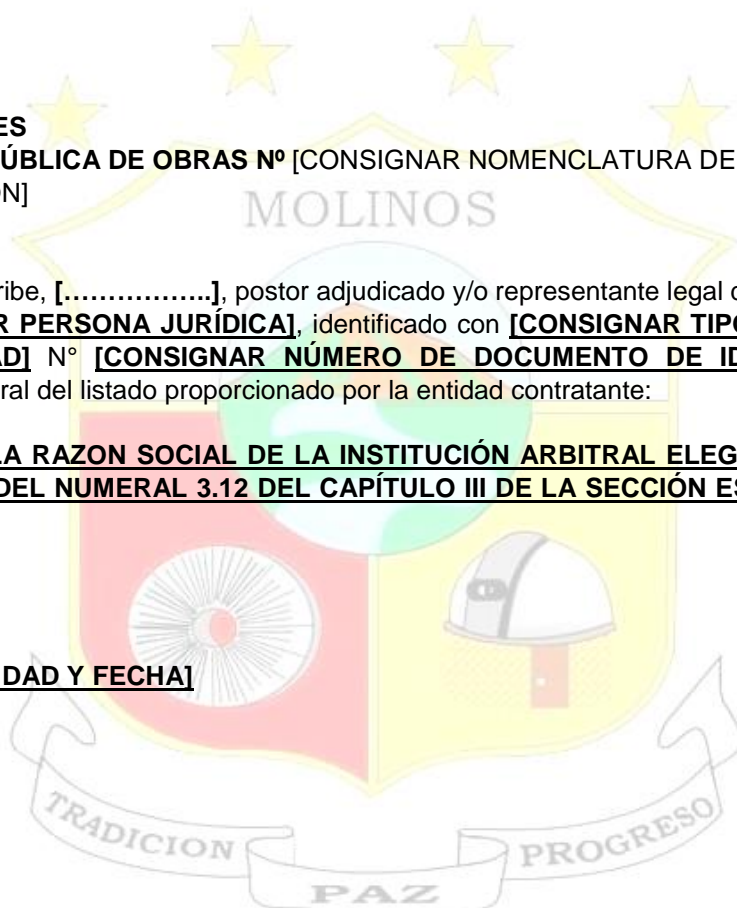 ES
ÚBLICA DE OBRAS Nº [CONSIGNAR NOMENCLATURA DE
ÓN]
MOLINOS
ribe, [……………..], postor adjudicado y/o representante legal d
R PERSONA JURÍDICA], identificado con [CONSIGNAR TIPO
AD] N° [CONSIGNAR NÚMERO DE DOCUMENTO DE ID
ral del listado proporcionado por la entidad contratante:
LA RAZON SOCIAL DE LA INSTITUCIÓN ARBITRAL ELEG
DEL NUMERAL 3.12 DEL CAPÍTULO III DE LA SECCIÓN ES
DAD Y FECHA]
TRADICION
PAZ
PROGRESO